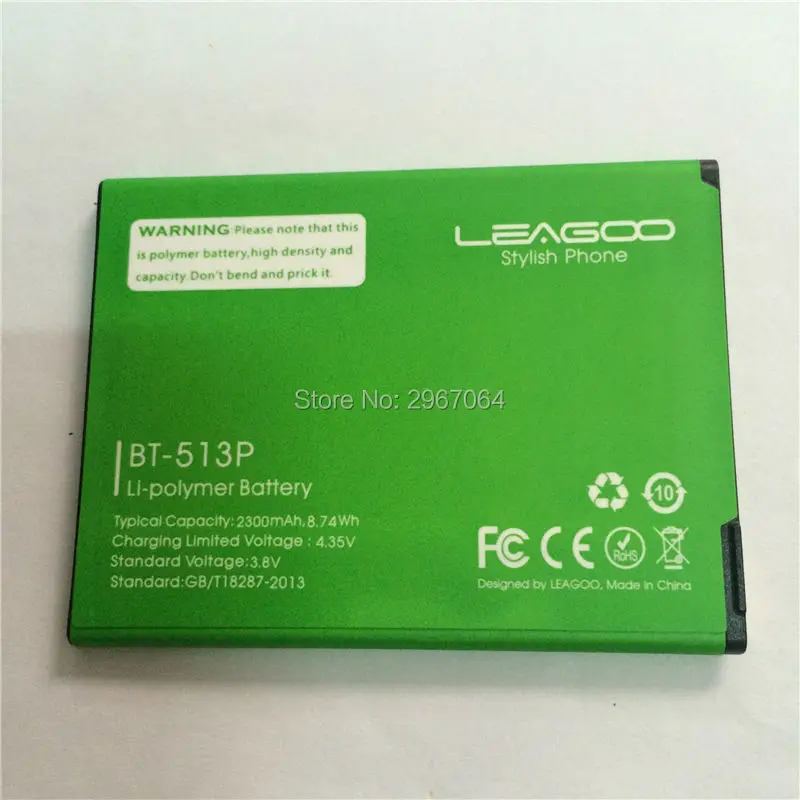 WARNING:Please note that this
is polymer battery,high density and
capacity Don't bend and prick it.
LEAGOO
Stylish Phone
Store No: 2967064
BT-513P
Li-polymer Battery
Typical Capacity: 2300mAh, 8.74Wh
Charging Limited Voltage : 4.35V
Standard Voltage:3.8V
Standard:GB/T18287-2013
10
FC CE RoHS
Designed by LEAGOO, Made in China